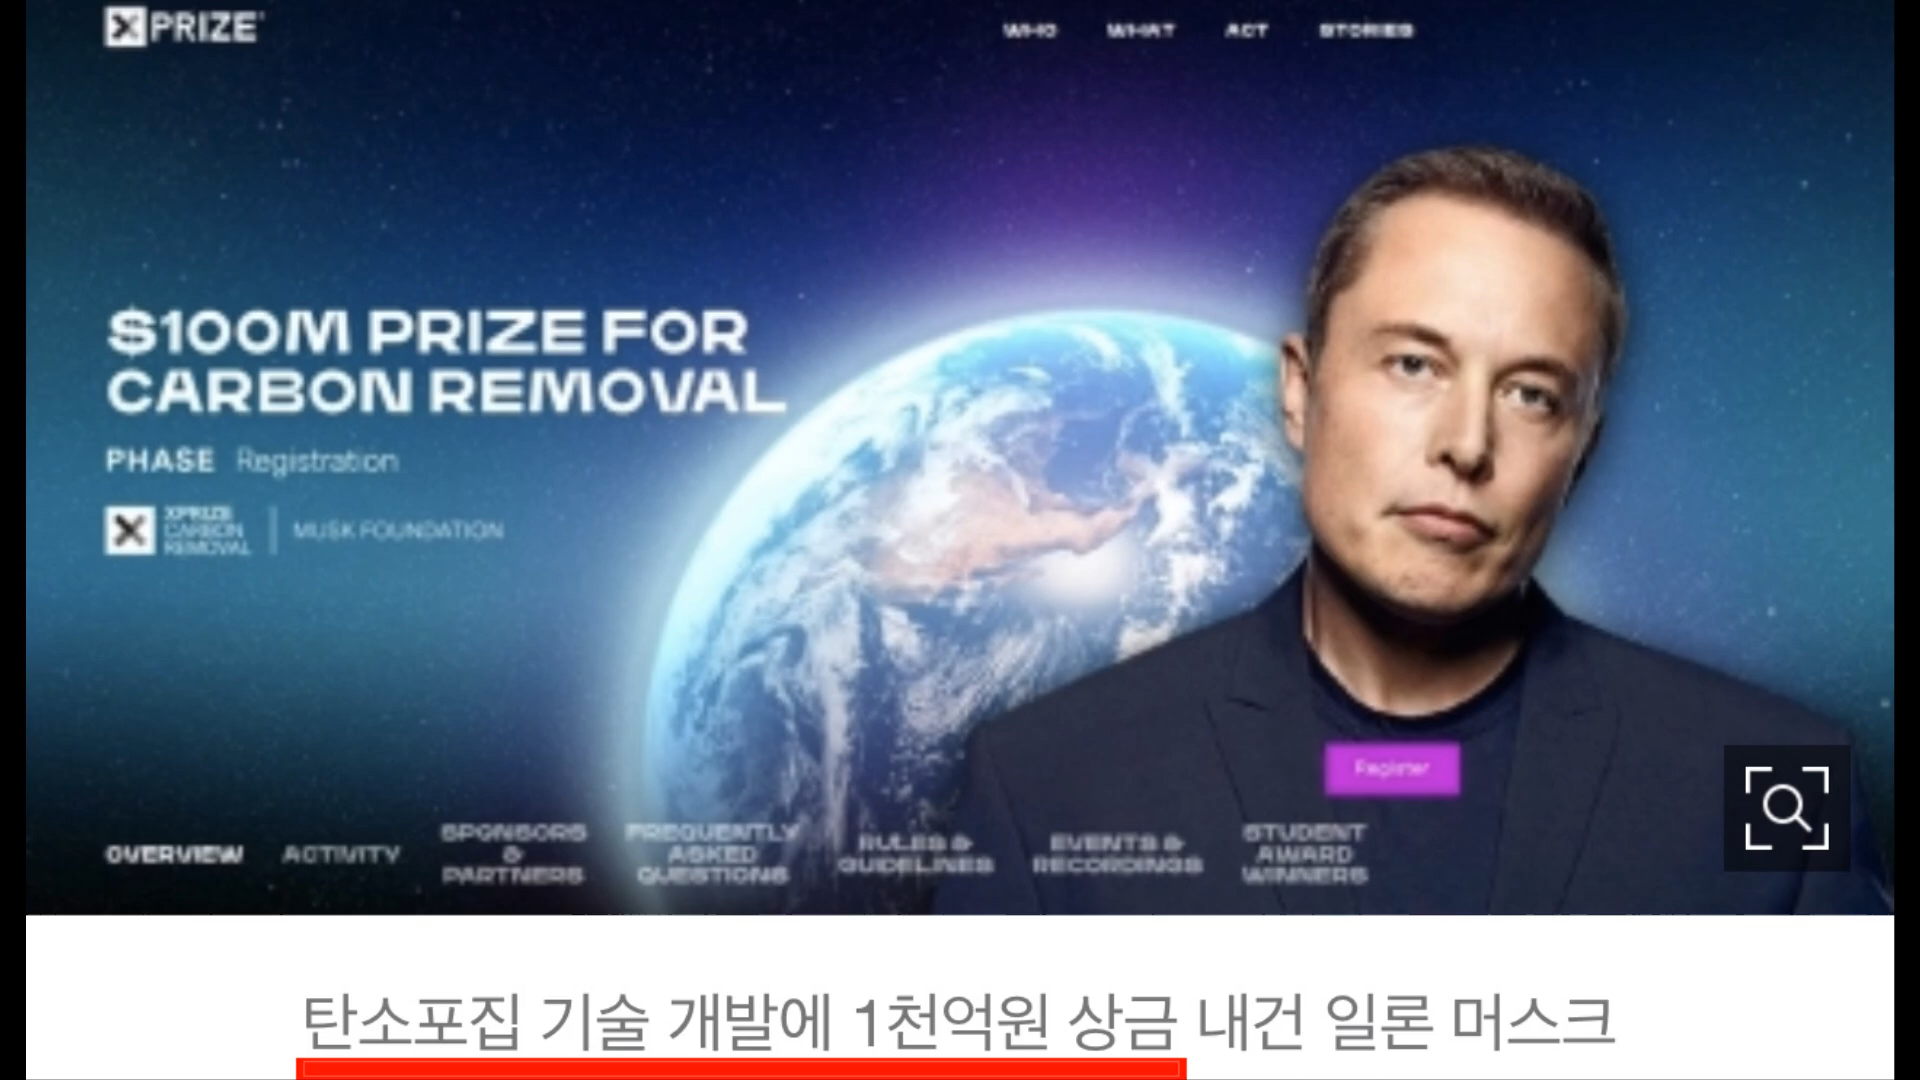 XPRIZE
WHO WHAT ACT STORIES
$100M PRIZE FOR
CARBON REMOVAL
PHASE Registration
XPRIZE
CARBON
REMOVAL
MUSK FOUNDATION
Register
OVERVIEW
ACTIVITY
SPONSORS
&
PARTNERS
FREQUENTLY
ASKED
QUESTIONS
RULES &
GUIDELINES
EVENTS &
RECORDINGS
STUDENT
AWARD
WINNERS
탄소포집 기술 개발에 1천억원 상금 내건 일론 머스크